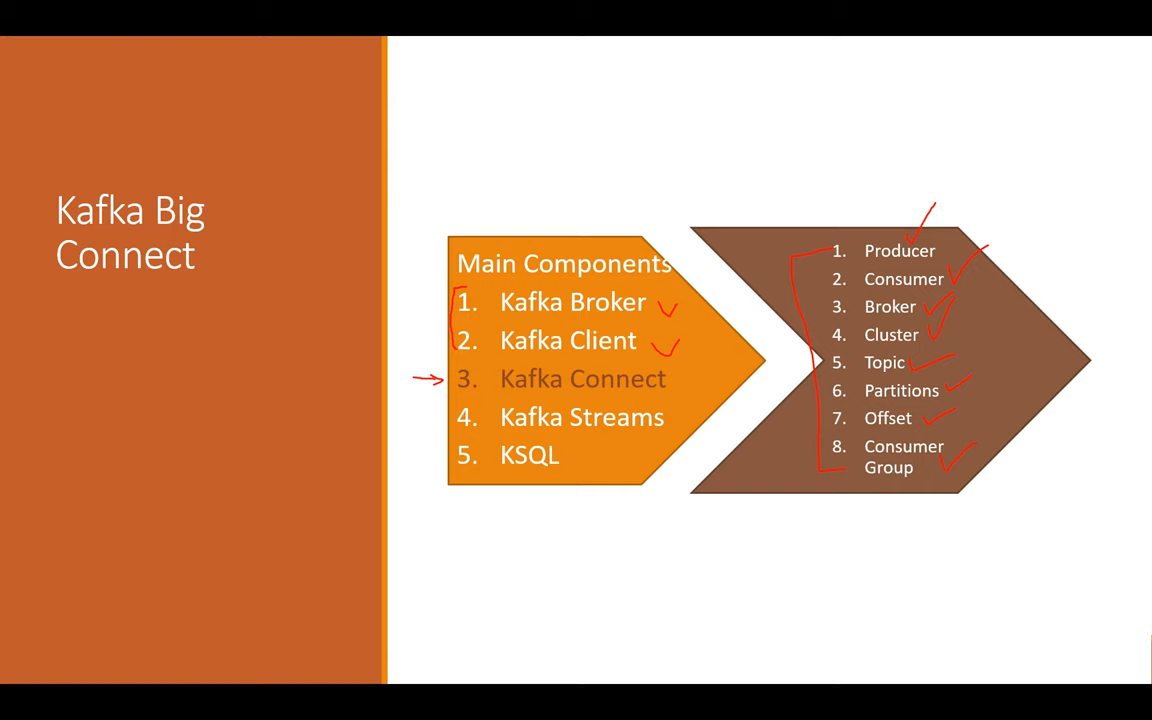 Kafka Big
Connect
Main Components
1. Kafka Broker
2. Kafka Client
3. Kafka Connect
4. Kafka Streams
5. KSQL
1. Producer
2. Consumer
3. Broker
4. Cluster
5. Topic
6. Partitions
7. Offset
8. Consumer
Group